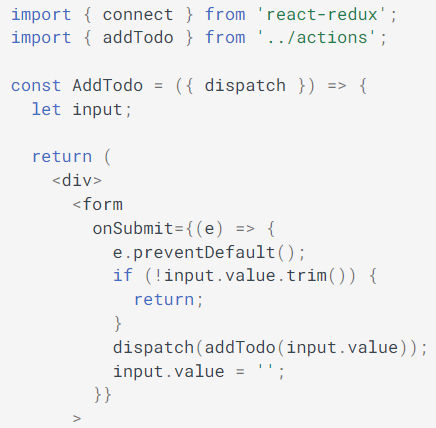 import { connect } from 'react-redux';
import { addTodo } from '../actions';

const AddTodo = ({ dispatch }) => {
  let input;

  return (
    <div>
      <form
        onSubmit={(e) => {
          e.preventDefault();
          if (!input.value.trim()) {
            return;
          }
          dispatch(addTodo(input.value));
          input.value = '';
        }}
      >